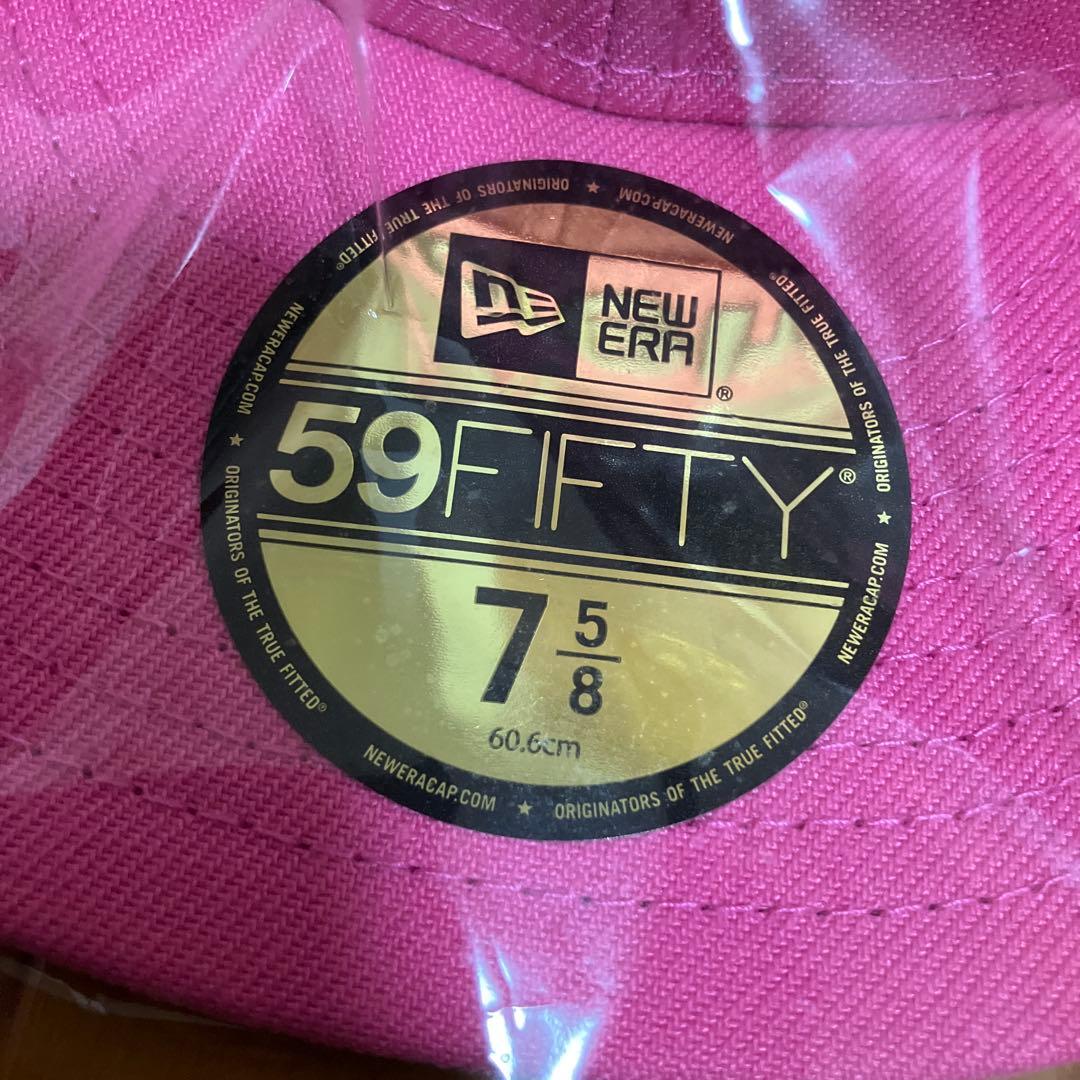 NEW
ERA®
59FIFTY®
7 5/8
60.6cm
NEWERACAP.COM ★ ORIGINATORS OF THE TRUE FITTED®
NEWERACAP.COM ★ ORIGINATORS OF THE TRUE FITTED®
NEWERACAP.COM ★ ORIGINATORS OF THE TRUE FITTED®
NEWERACAP.COM ★ ORIGINATORS OF THE TRUE FITTED®